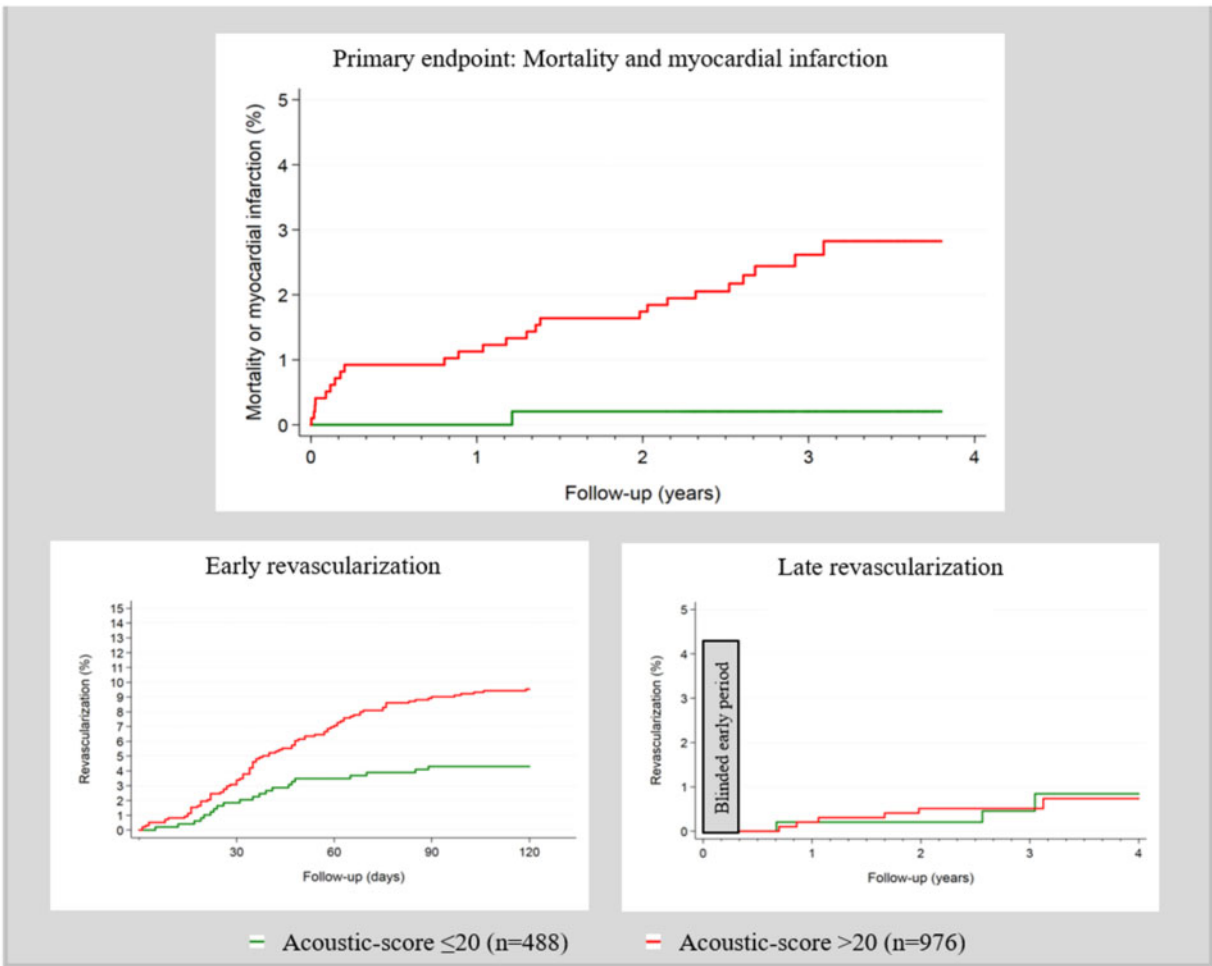 Primary endpoint: Mortality and myocardial infarction
Mortality or myocardial infarction (%)
5
4
3
2
1
0
0 1 2 3 4
Follow-up (years)
Early revascularization
Revascularization (%)
15
14
13
12
11
10
9
8
7
6
5
4
3
2
1
0
30 60 90 120
Follow-up (days)
Late revascularization
Revascularization (%)
5
4
3
2
1
0
Blinded early period
0 1 2 3 4
Follow-up (years)
Acoustic-score ≤20 (n=488) Acoustic-score >20 (n=976)